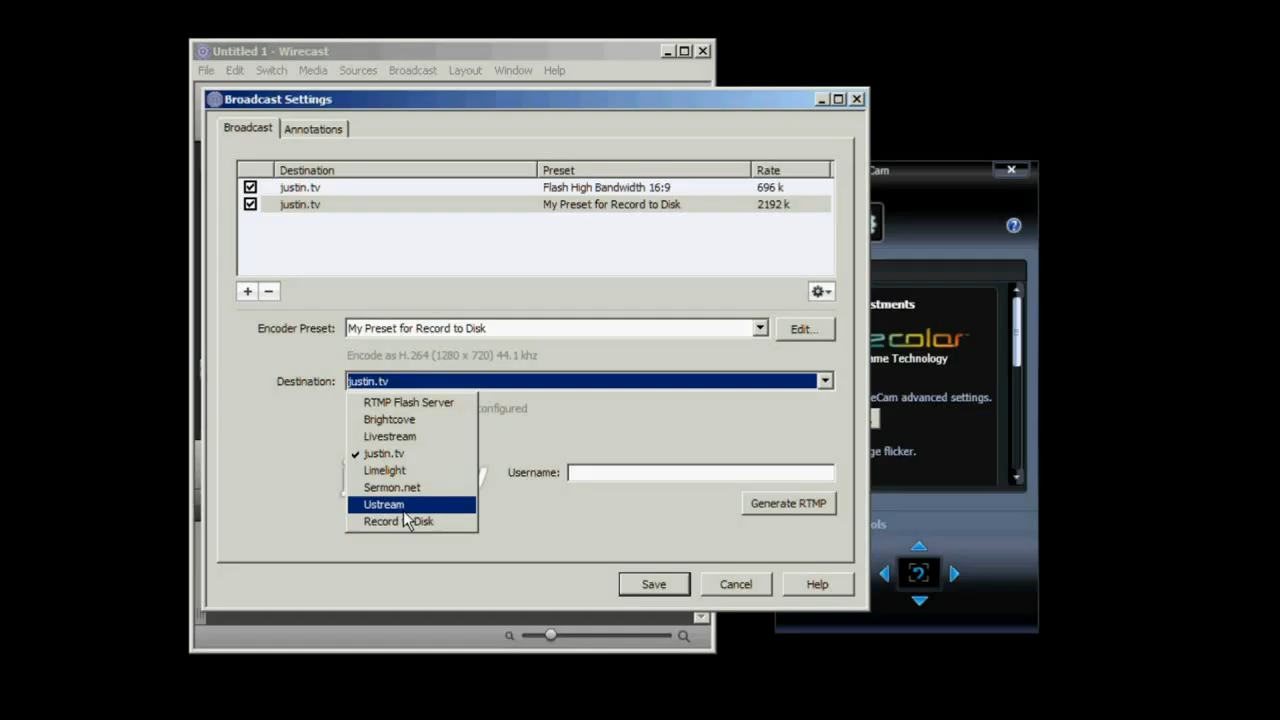 Untitled 1 - Wirecast
File Edit Switch Media Sources Broadcast Layout Window Help
Broadcast Settings
Broadcast Annotations
Destination Preset Rate
justin.tv Flash High Bandwidth 16:9 696 k
justin.tv My Preset for Record to Disk 2192 k
Encoder Preset: My Preset for Record to Disk Edit...
Encode as H.264 (1280 x 720) 44.1 khz
Destination: justin.tv
RTMP Flash Server
configured
Brightcove
Livestream
justin.tv
Limelight
Username:
Sermon.net
Ustream
Generate RTMP
Record Disk
Save Cancel Help
Cam
stments
ecolor
ame Technology
eCam advanced settings.
ge flicker.
ols